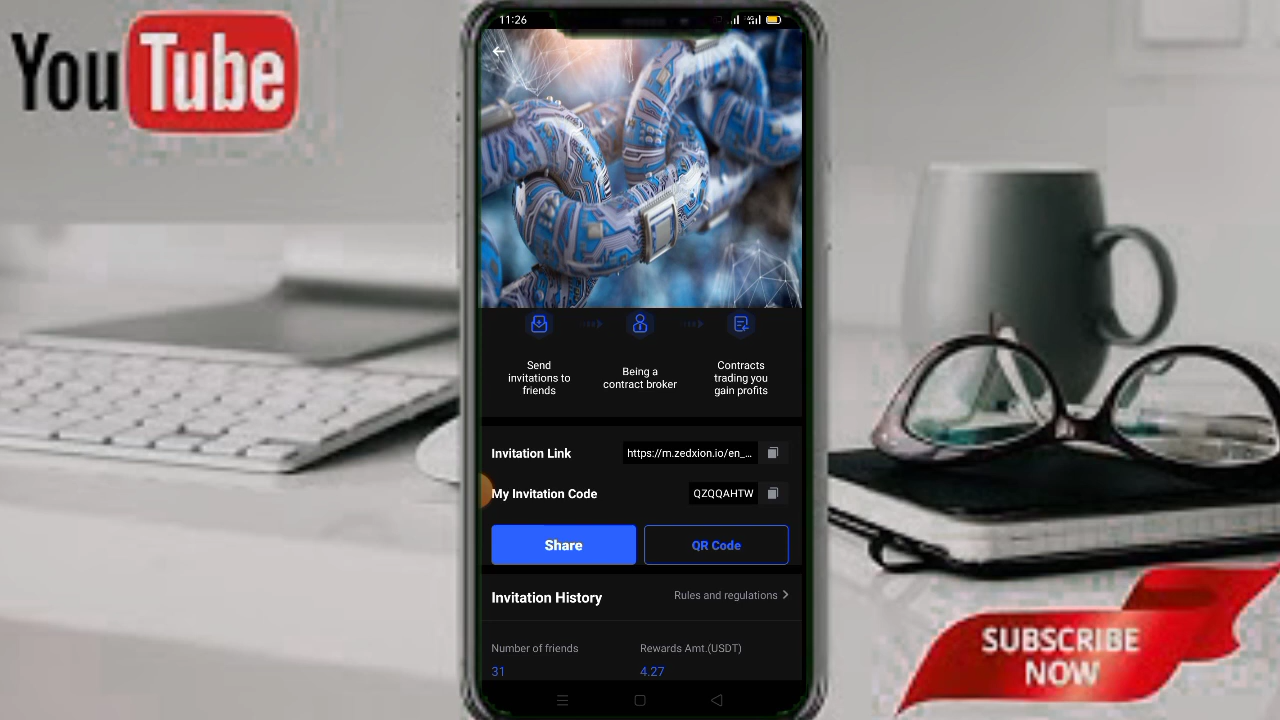 YouTube
11:26
Send
invitations to
friends
Being a
contract broker
Contracts
trading you
gain profits
Invitation Link
https://m.zedxion.io/en_...
My Invitation Code
QZQQAHTW
Share
QR Code
Invitation History
Rules and regulations
Number of friends
Rewards Amt.(USDT)
31
4.27
SUBSCRIBE
NOW